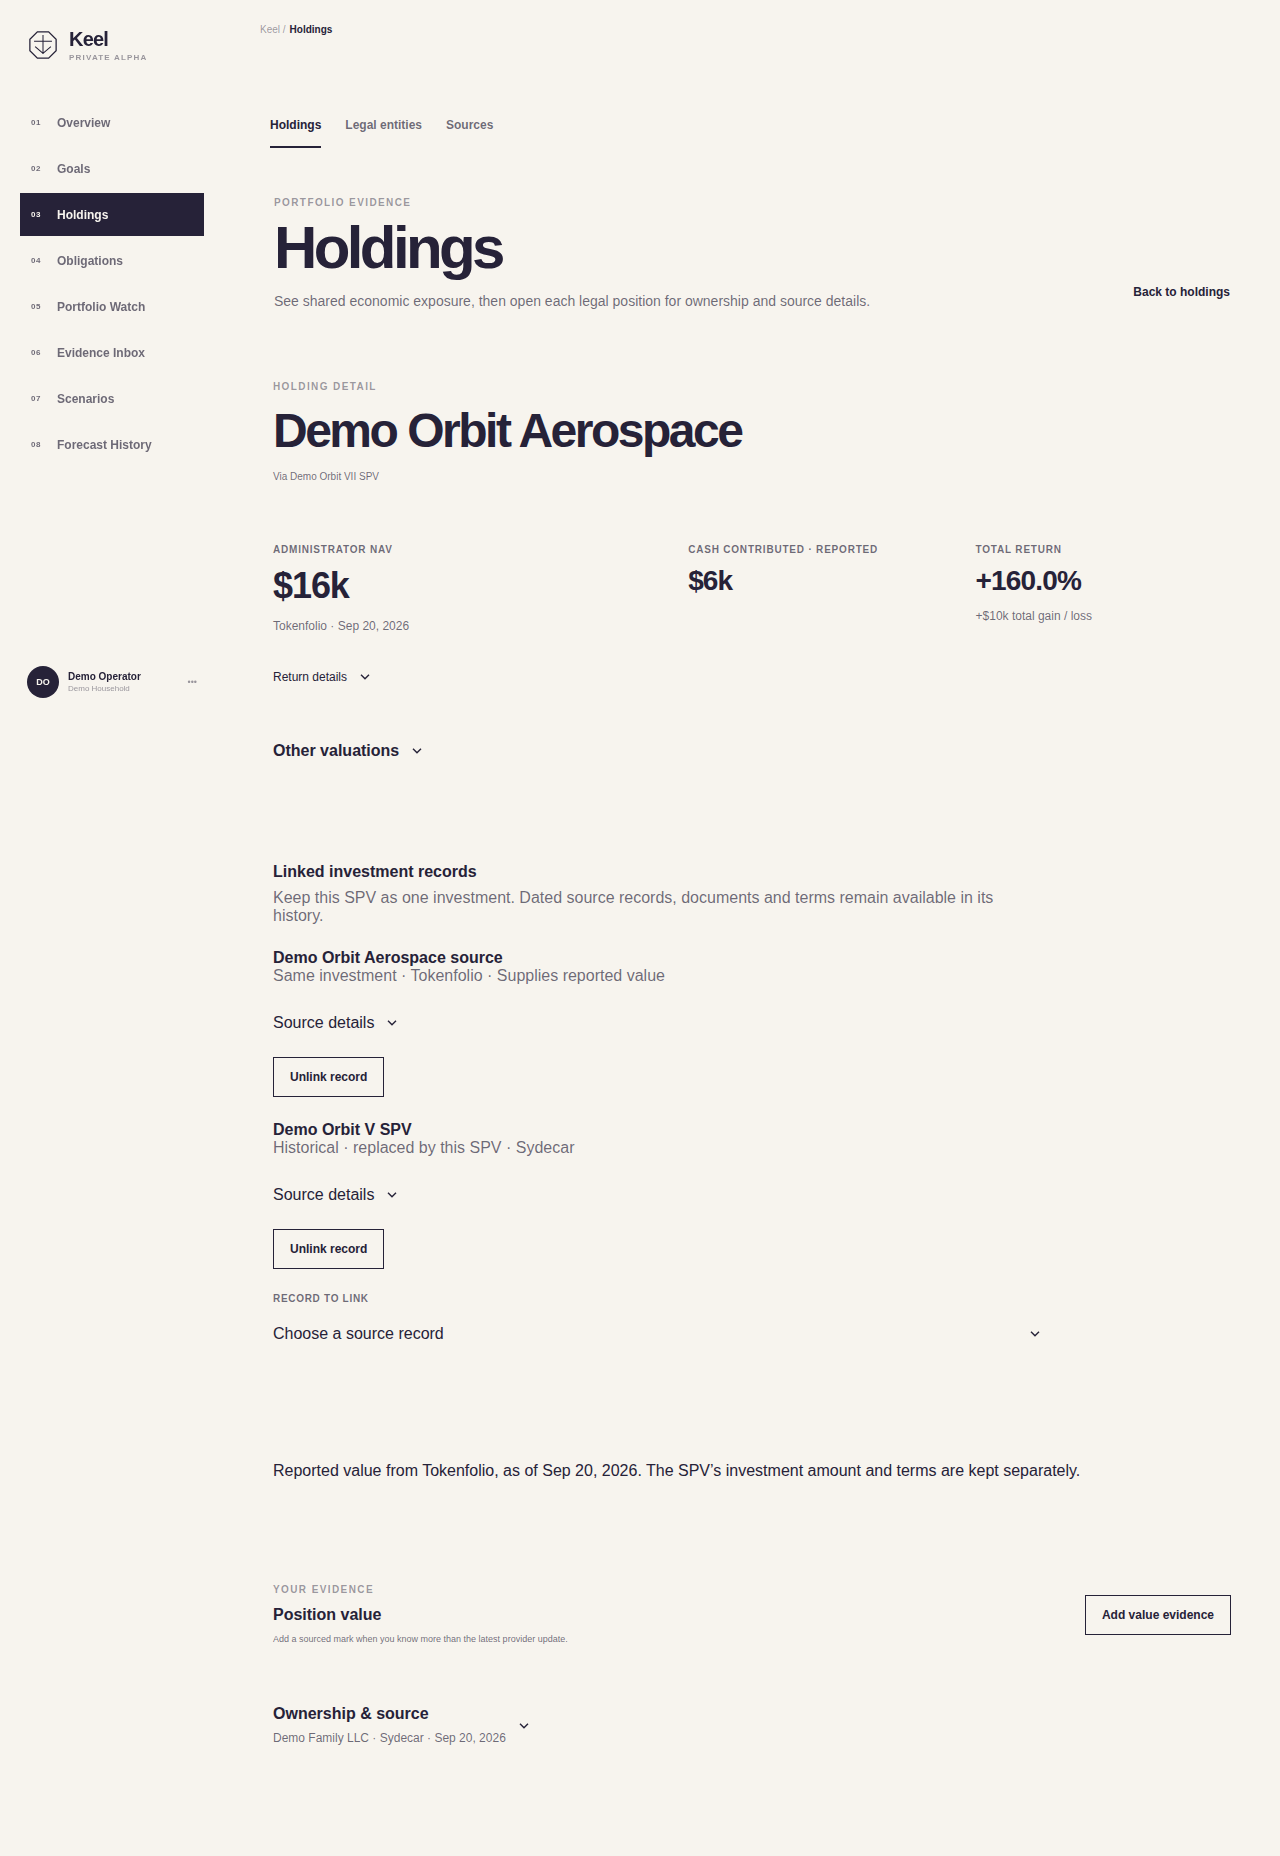 Keel
PRIVATE ALPHA
01 Overview
02 Goals
03 Holdings
04 Obligations
05 Portfolio Watch
06 Evidence Inbox
07 Scenarios
08 Forecast History
DO
Demo Operator
Demo Household
•••
Keel / Holdings
Holdings Legal entities Sources
PORTFOLIO EVIDENCE
Holdings
See shared economic exposure, then open each legal position for ownership and source details.
Back to holdings
HOLDING DETAIL
Demo Orbit Aerospace
Via Demo Orbit VII SPV
ADMINISTRATOR NAV
$16k
Tokenfolio · Sep 20, 2026
CASH CONTRIBUTED · REPORTED
$6k
TOTAL RETURN
+160.0%
+$10k total gain / loss
Return details
Other valuations
Linked investment records
Keep this SPV as one investment. Dated source records, documents and terms remain available in its
history.
Demo Orbit Aerospace source
Same investment · Tokenfolio · Supplies reported value
Source details
Unlink record
Demo Orbit V SPV
Historical · replaced by this SPV · Sydecar
Source details
Unlink record
RECORD TO LINK
Choose a source record
Reported value from Tokenfolio, as of Sep 20, 2026. The SPV’s investment amount and terms are kept separately.
YOUR EVIDENCE
Position value
Add a sourced mark when you know more than the latest provider update.
Add value evidence
Ownership & source
Demo Family LLC · Sydecar · Sep 20, 2026